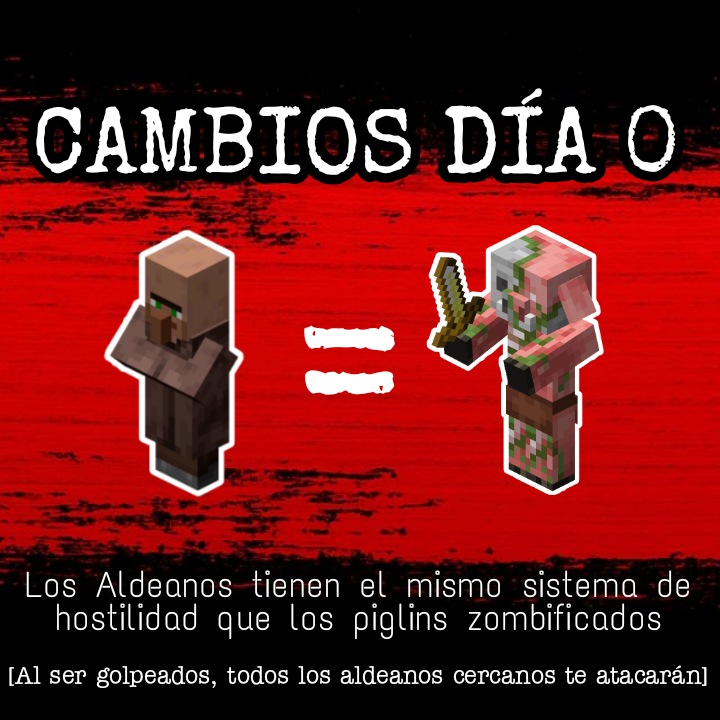 CAMBIOS DÍA 0
=
Los Aldeanos tienen el mismo sistema de
hostilidad que los piglins zombificados
[Al ser golpeados, todos los aldeanos cercanos te atacarán]